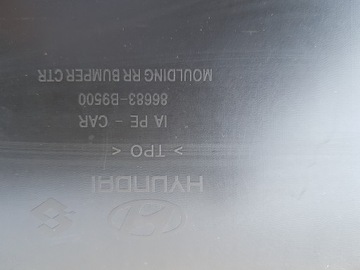 HYUNDAI
> TPO <
IA PE - CAR
86683-B9500
MOULDING RR BUMPER CTR